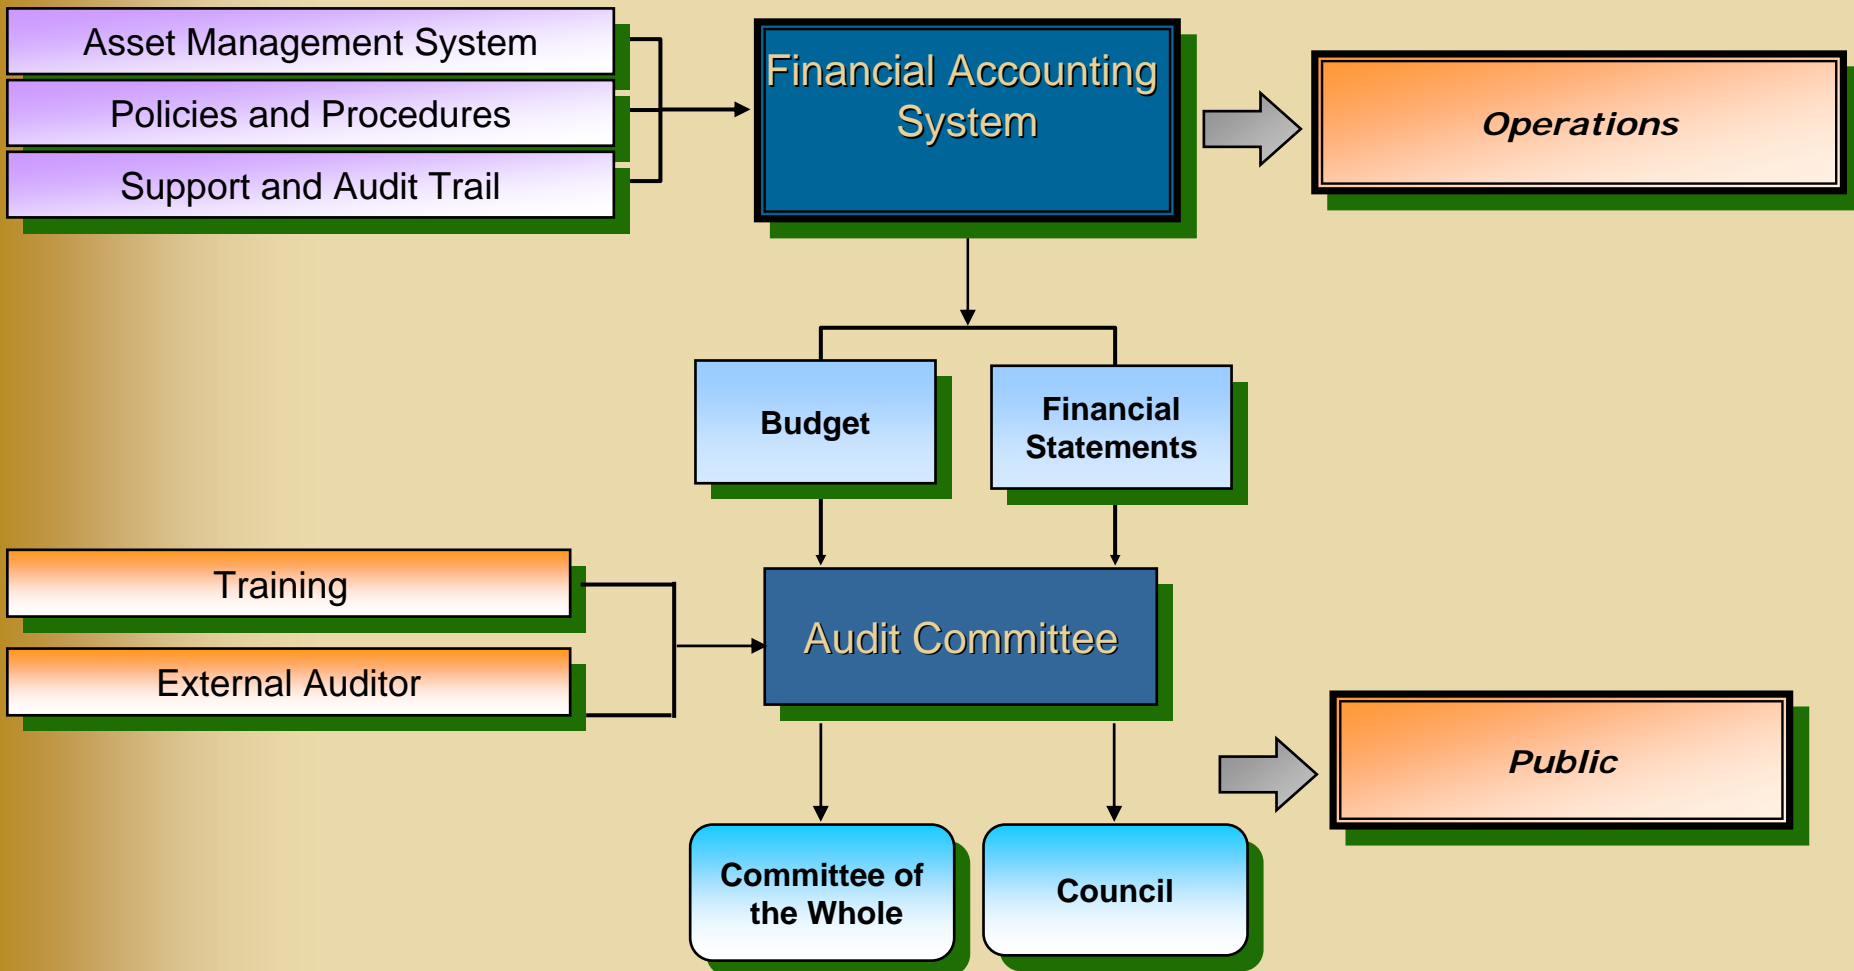 Asset Management System
Policies and Procedures
Support and Audit Trail
Financial Accounting
System
Operations
Budget
Financial
Statements
Training
External Auditor
Audit Committee
Public
Committee of
the Whole
Council